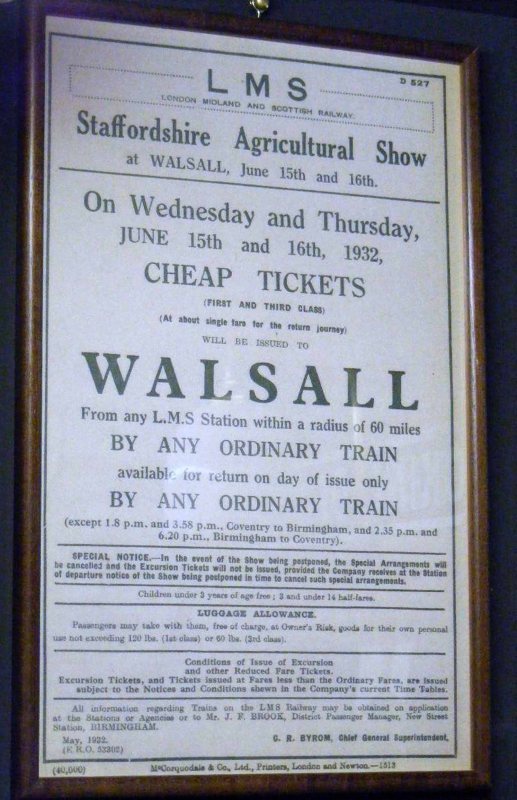 D 527
LMS
LONDON MIDLAND AND SCOTTISH RAILWAY.
Staffordshire Agricultural Show
at WALSALL, June 15th and 16th.
On Wednesday and Thursday,
JUNE 15th and 16th, 1932,
CHEAP TICKETS
(FIRST AND THIRD CLASS)
(At about single fare for the return journey)
WILL BE ISSUED TO
WALSALL
From any L.M.S Station within a radius of 60 miles
BY ANY ORDINARY TRAIN
available for return on day of issue only
BY ANY ORDINARY TRAIN
(except 1.8 p.m. and 3.58 p.m., Coventry to Birmingham, and 2.35 p.m. and
6.20 p.m., Birmingham to Coventry).
SPECIAL NOTICE.—In the event of the Show being postponed, the Special Arrangements will
be cancelled and the Excursion Tickets will not be issued, provided the Company receives at the Station
of departure notice of the Show being postponed in time to cancel such special arrangements.
Children under 3 years of age free; 3 and under 14 half-fares.
LUGGAGE ALLOWANCE.
Passengers may take with them, free of charge, at Owner's Risk, goods for their own personal
use not exceeding 120 lbs. (1st class) or 60 lbs. (3rd class).
Conditions of Issue of Excursion
and other Reduced Fare Tickets.
Excursion Tickets, and Tickets issued at Fares less than the Ordinary Fares, are issued
subject to the Notices and Conditions shewn in the Company's current Time Tables.
All information regarding Trains on the LMS Railway may be obtained on application
at the Stations or Agencies or to Mr. J. F. BROOK, District Passenger Manager, New Street
Station, BIRMINGHAM.
May, 1932.
C. R. BYROM, Chief General Superintendent,
(E.R.O. 53302)
(40,000)
McCorquodale & Co., Ltd., Printers, London and Newton.—1513